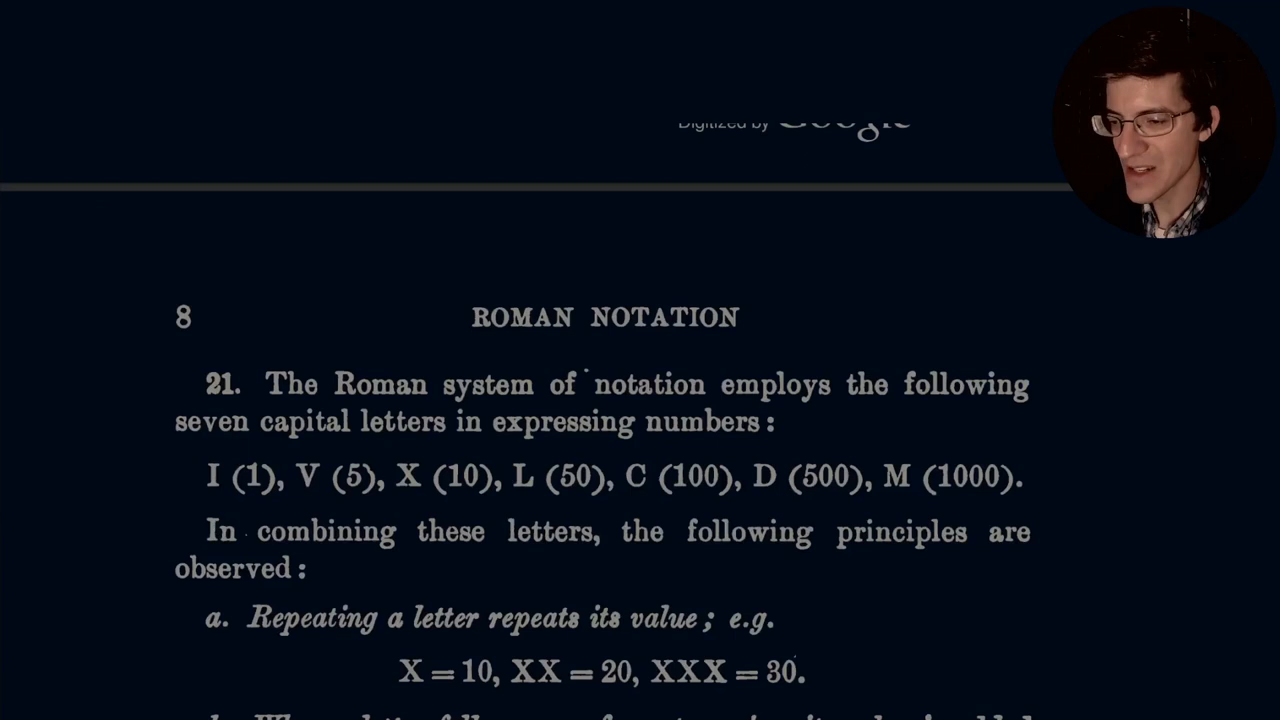 Digitized by Google
8 ROMAN NOTATION
21. The Roman system of notation employs the following
seven capital letters in expressing numbers:
I (1), V (5), X (10), L (50), C (100), D (500), M (1000).
In combining these letters, the following principles are
observed:
a. Repeating a letter repeats its value; e.g.
X = 10, XX = 20, XXX = 30.